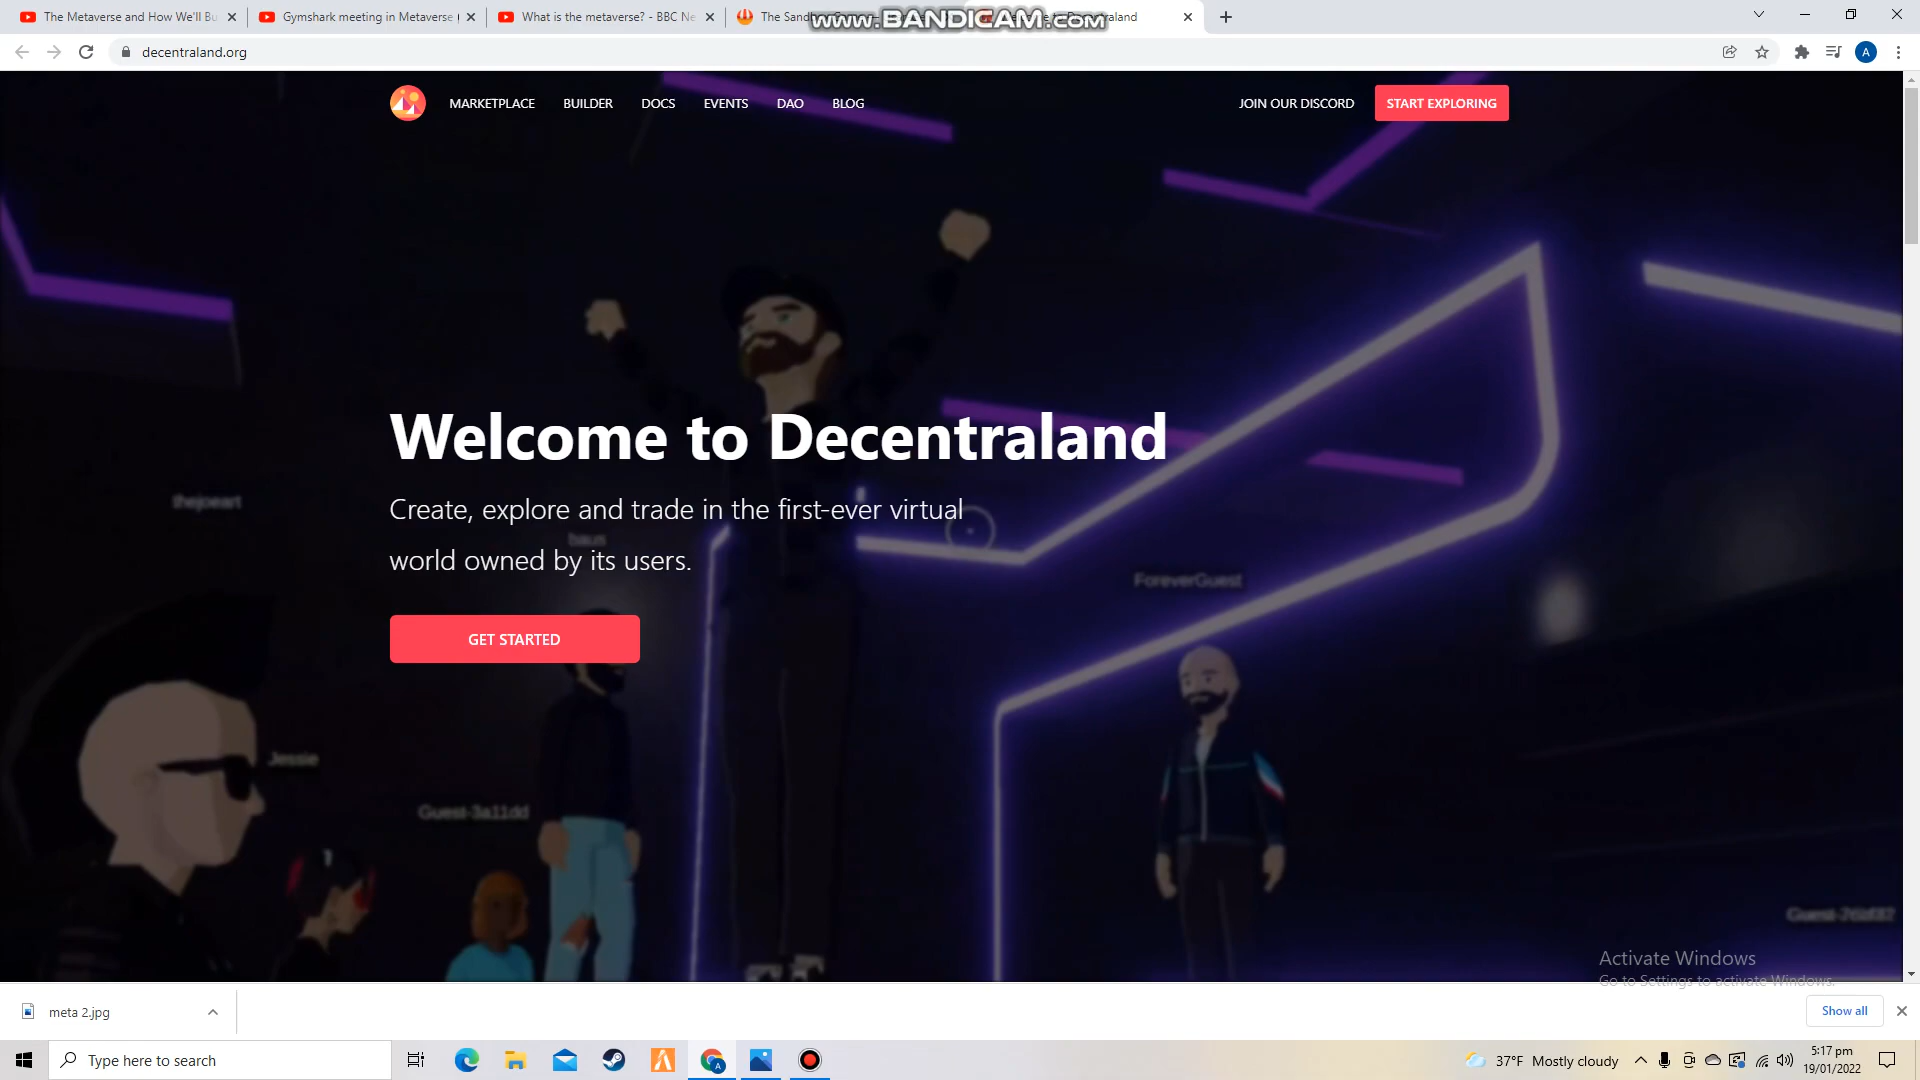 The Metaverse and How We'll Bu
Gymshark meeting in Metaverse
What is the metaverse? - BBC Ne
www.BANDICAM.com
decentraland.org
A
MARKETPLACE
BUILDER
DOCS
EVENTS
DAO
BLOG
JOIN OUR DISCORD
START EXPLORING
Welcome to Decentraland
Create, explore and trade in the first-ever virtual
world owned by its users.
thejoeart
baus
ForeverGuest
GET STARTED
Jessie
Guest-3a11dd
Activate Windows
Go to Settings to activate Windows.
meta 2.jpg
Show all
Type here to search
37°F Mostly cloudy
5:17 pm
19/01/2022